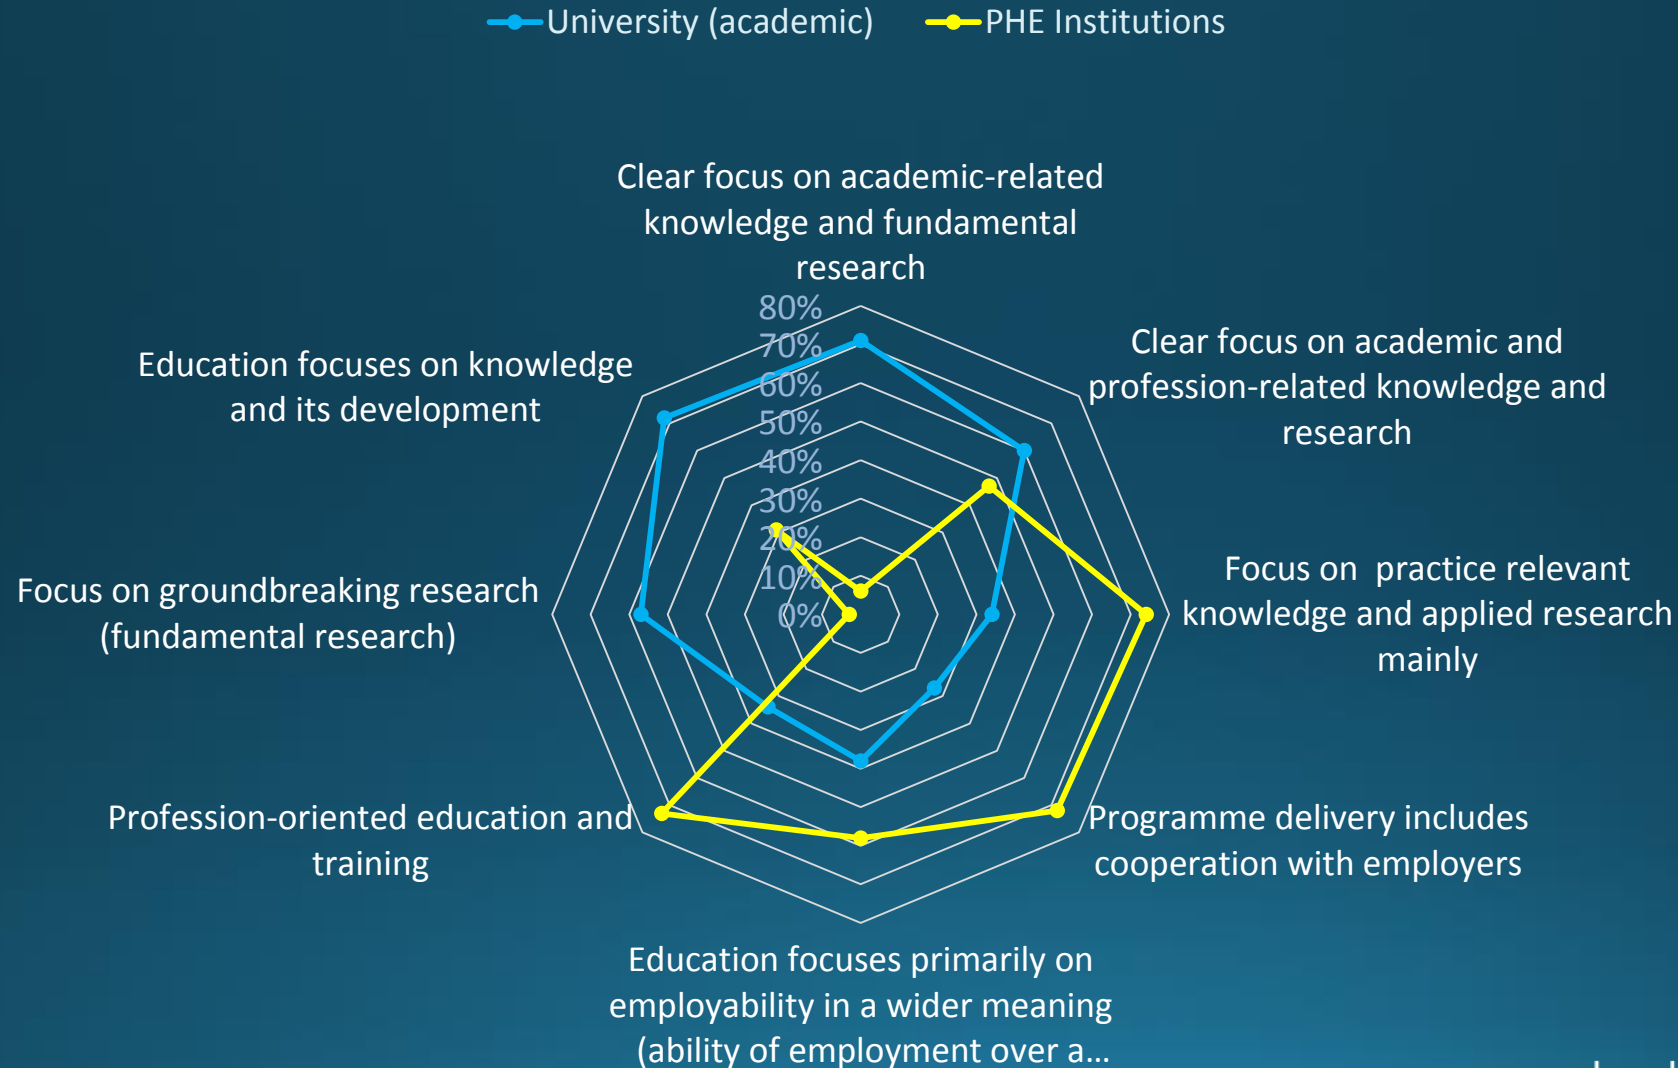 University (academic)
PHE Institutions
Clear focus on academic-related
knowledge and fundamental
research
Clear focus on academic and
profession-related knowledge and
research
Focus on  practice relevant
knowledge and applied research
mainly
Programme delivery includes
cooperation with employers
Education focuses primarily on
employability in a wider meaning
(ability of employment over a...
Profession-oriented education and
training
Focus on groundbreaking research
(fundamental research)
Education focuses on knowledge
and its development
80%
70%
60%
50%
40%
30%
20%
10%
0%